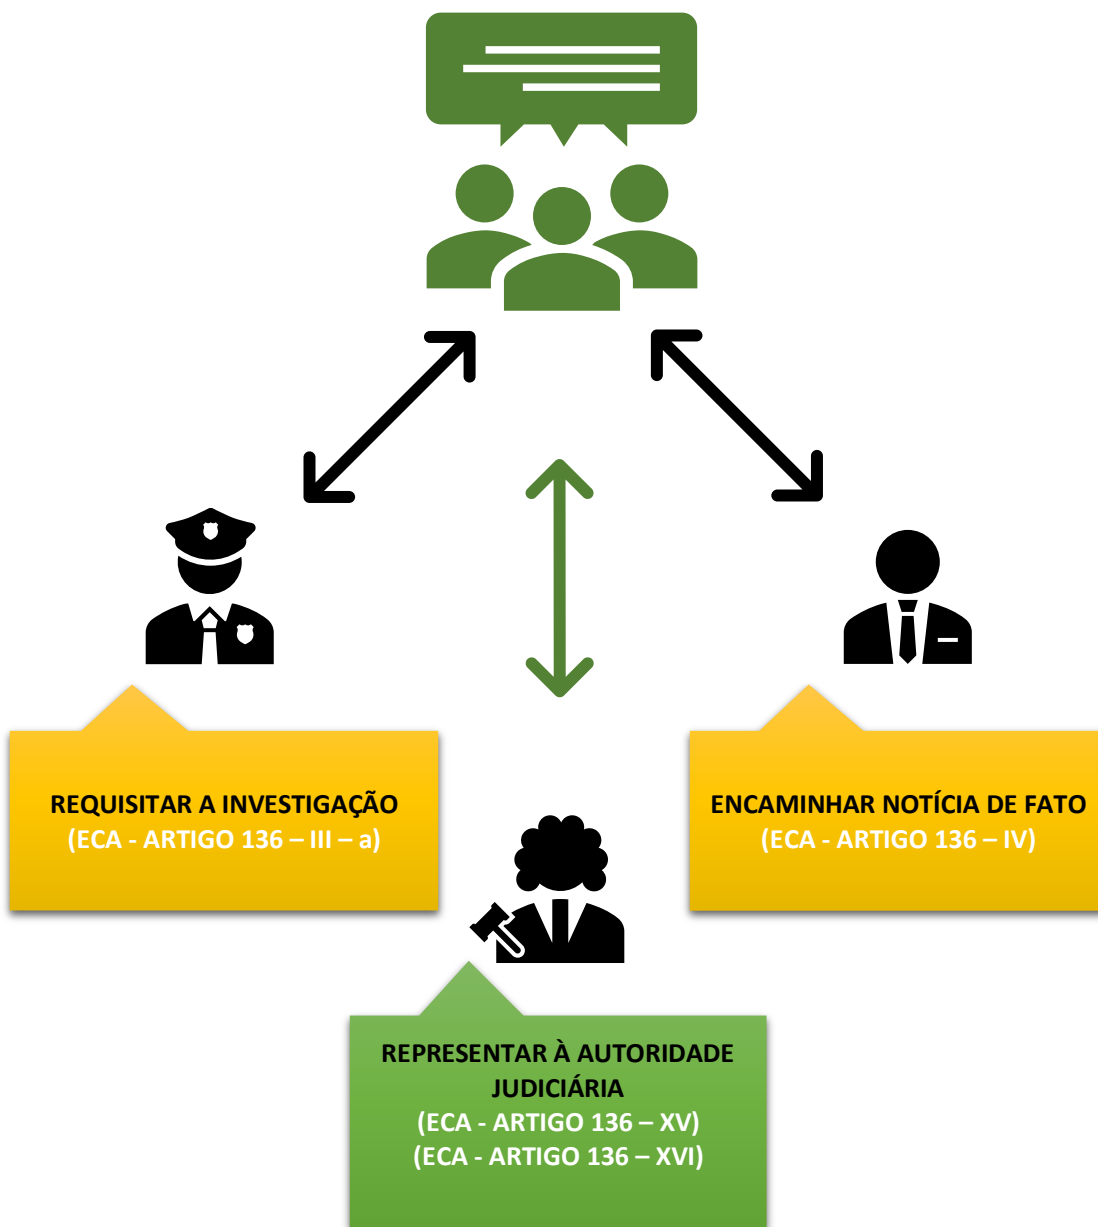 REQUISITAR A INVESTIGAÇÃO
(ECA - ARTIGO 136 – III – a)
ENCAMINHAR NOTÍCIA DE FATO
(ECA - ARTIGO 136 – IV)
REPRESENTAR À AUTORIDADE
JUDICIÁRIA
(ECA - ARTIGO 136 – XV)
(ECA - ARTIGO 136 – XVI)